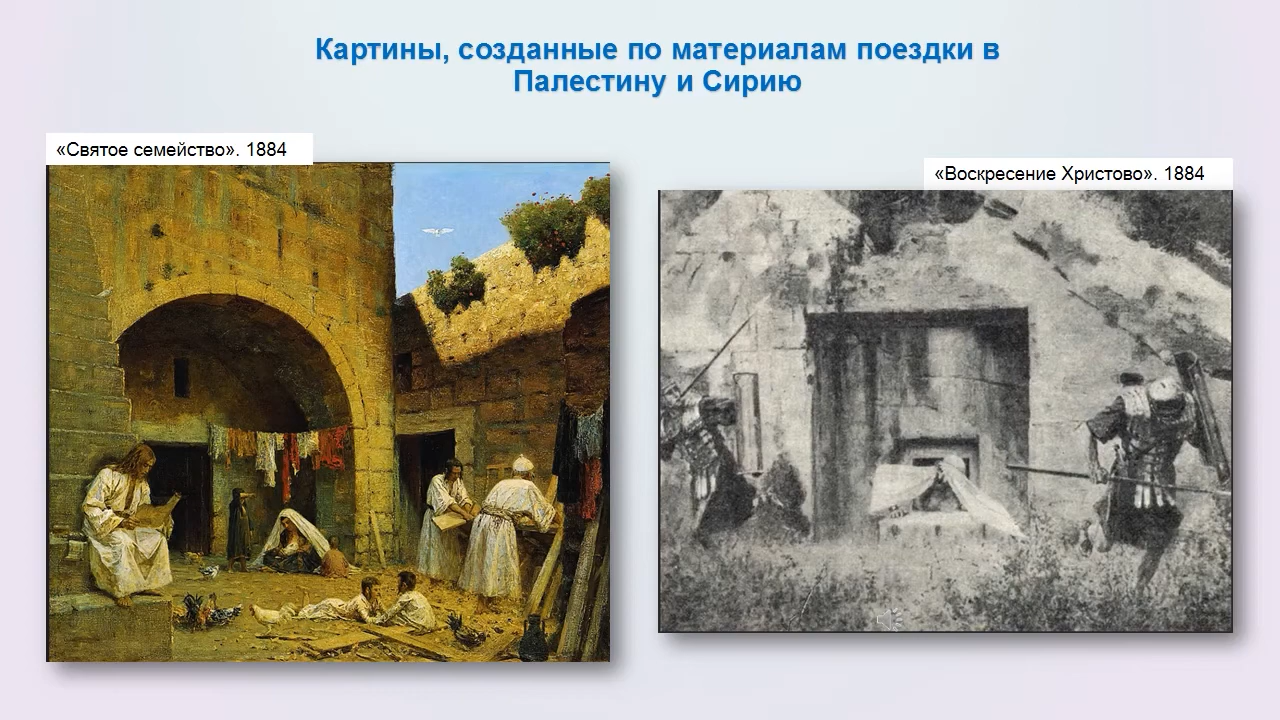 Картины, созданные по материалам поездки в
Палестину и Сирию
«Святое семейство». 1884
«Воскресение Христово». 1884